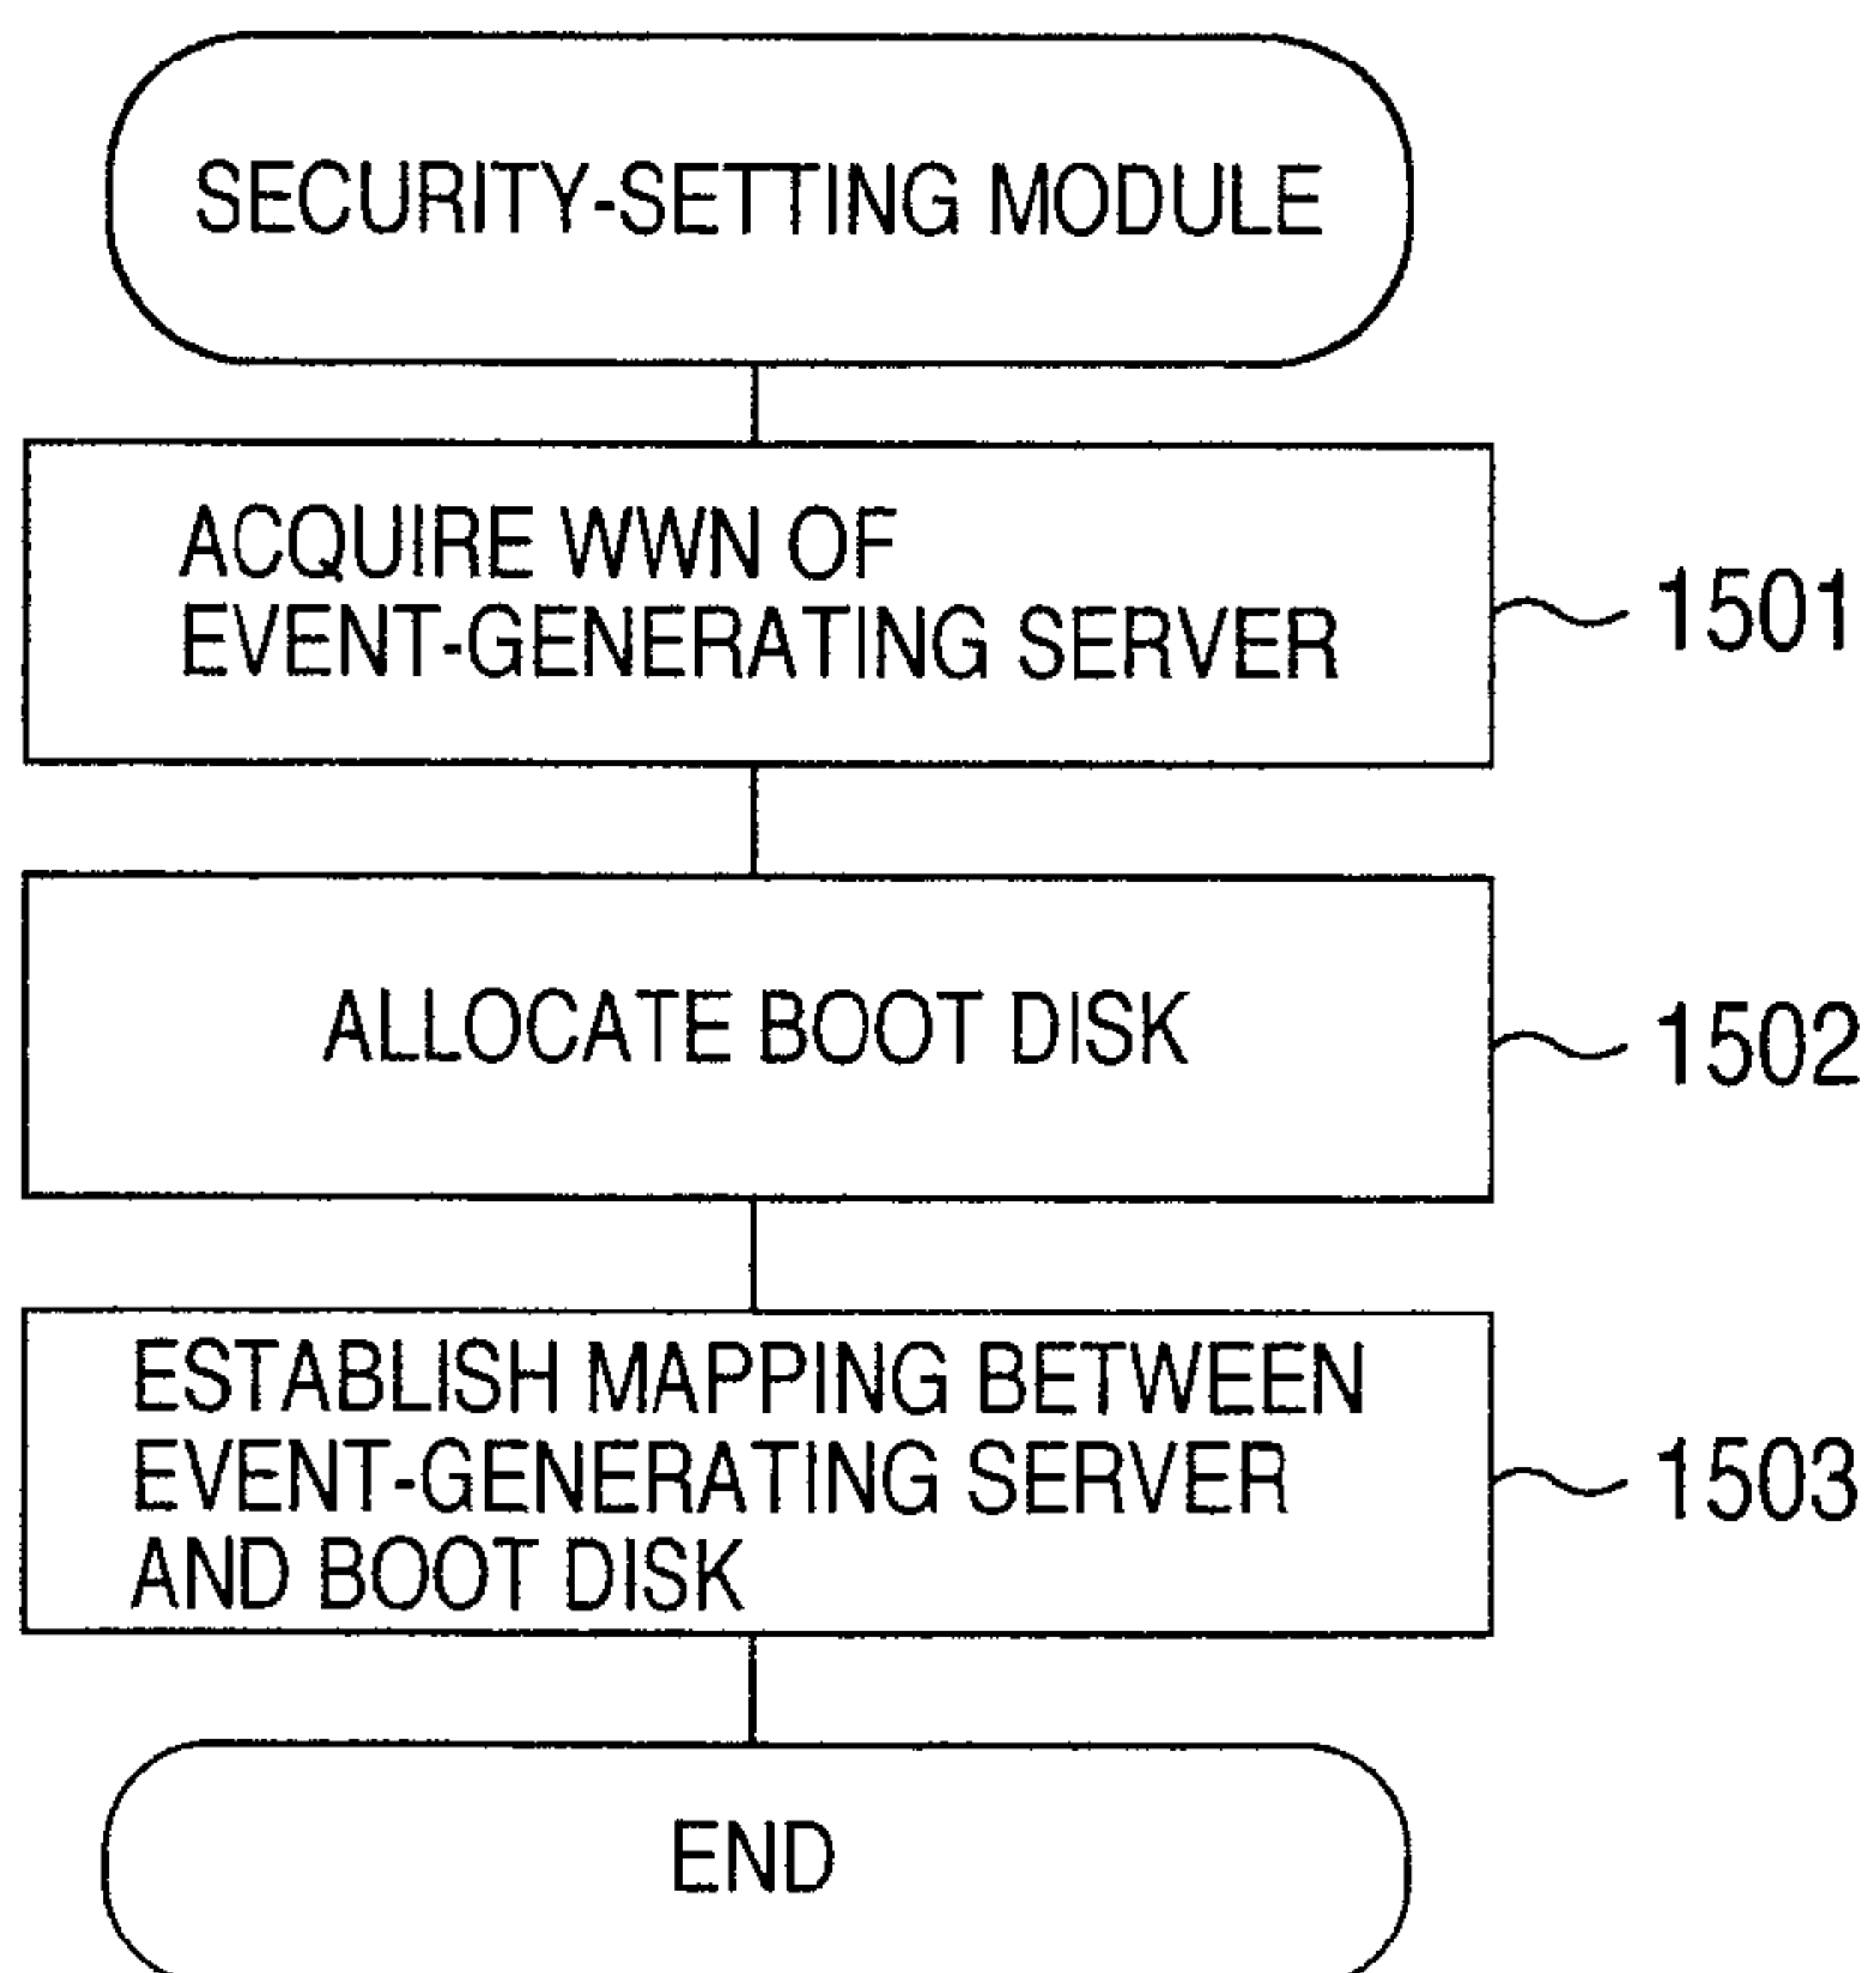 SECURITY-SETTING MODULE
ACQUIRE WWN OF
EVENT-GENERATING SERVER
1501
ALLOCATE BOOT DISK
1502
ESTABLISH MAPPING BETWEEN
EVENT-GENERATING SERVER
AND BOOT DISK
1503
END